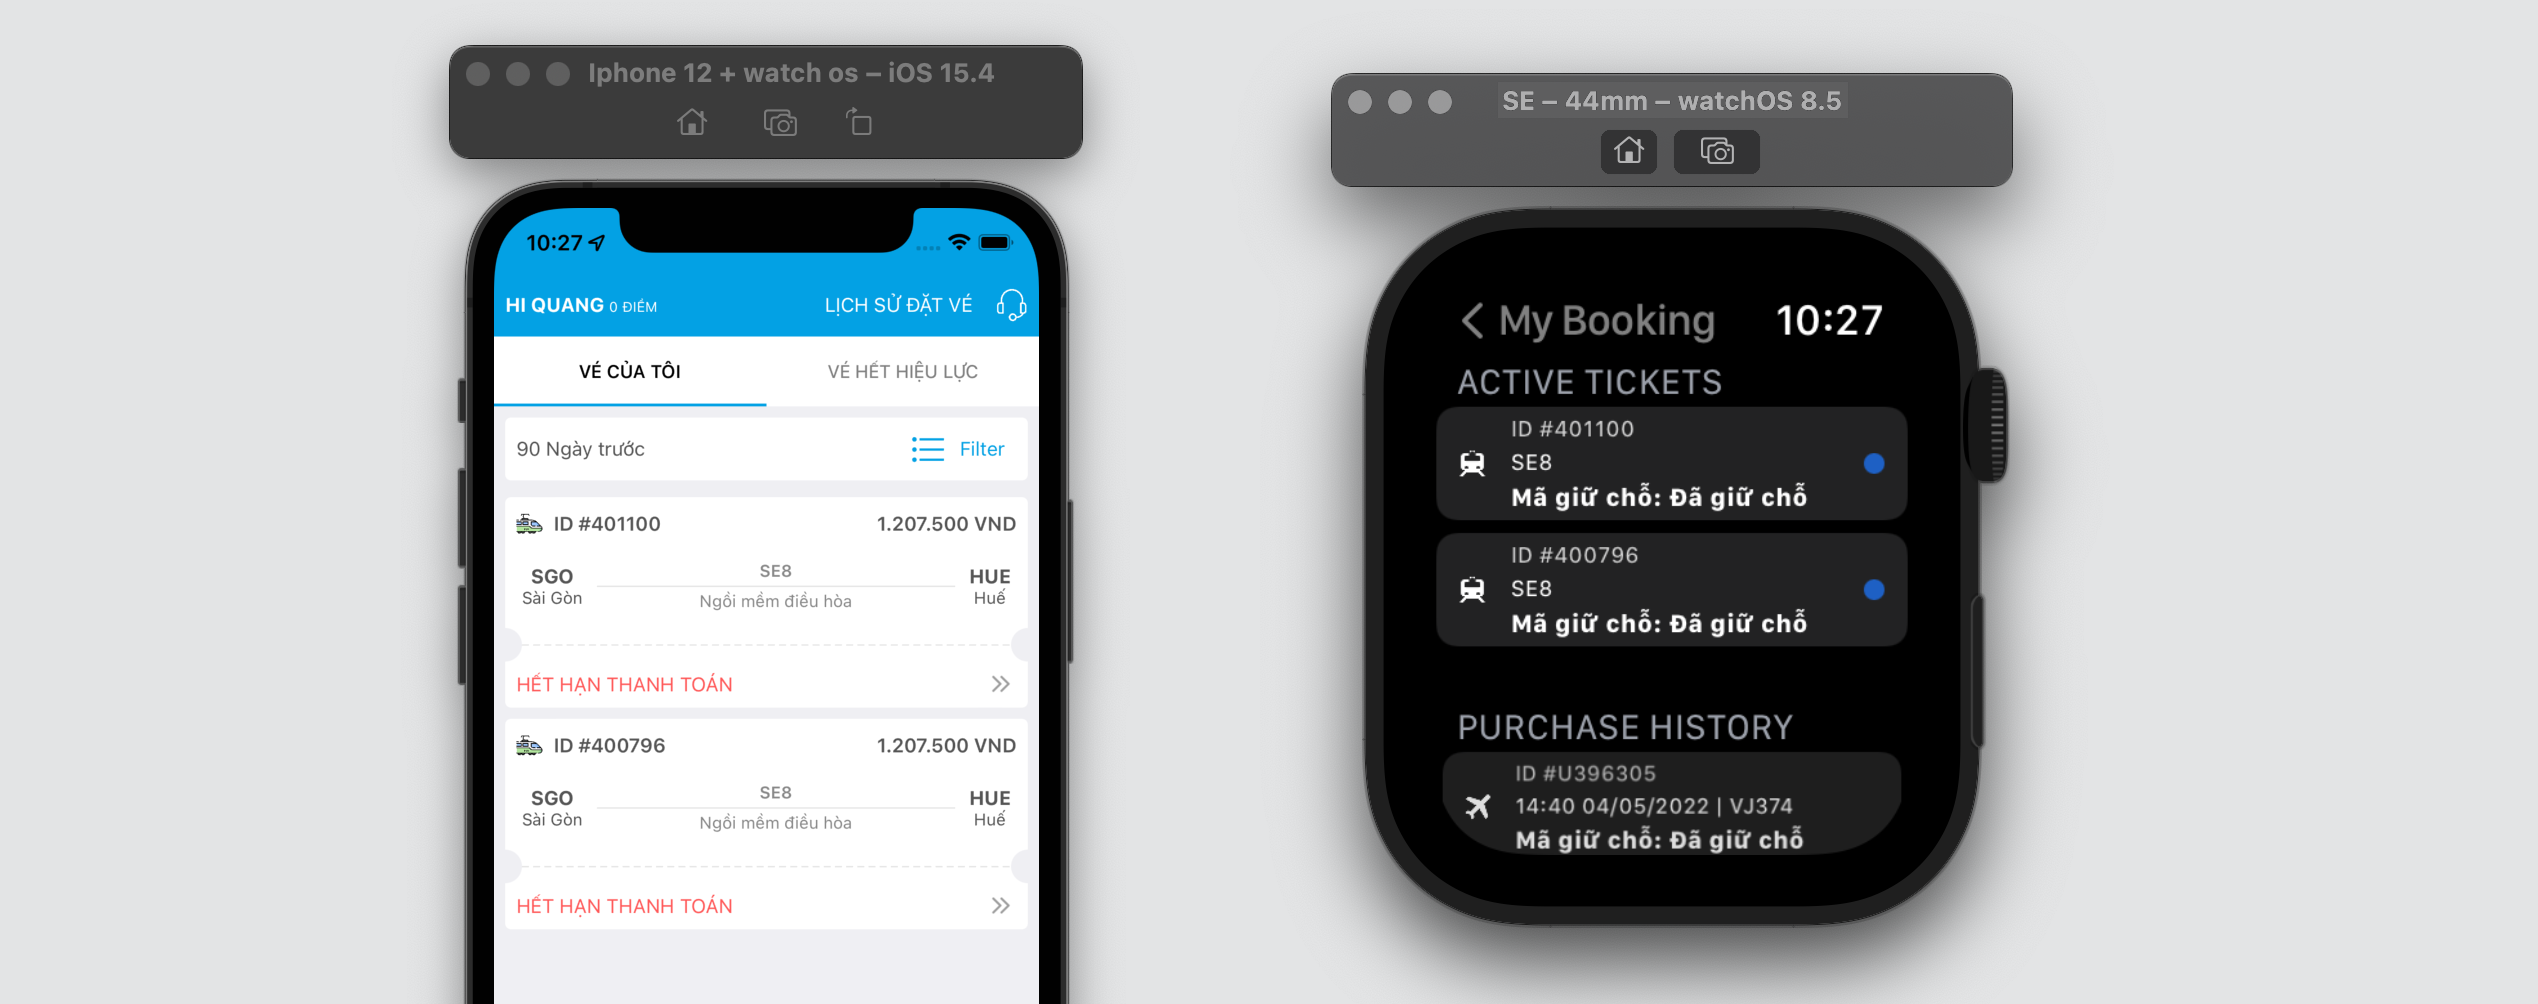 Iphone 12 + watch os – iOS 15.4
10:27
HI QUANG 0 ĐIỂM
LỊCH SỬ ĐẶT VÉ
VÉ CỦA TÔI
VÉ HẾT HIỆU LỰC
90 Ngày trước
Filter
ID #401100
1.207.500 VND
SGO
SE8
HUE
Sài Gòn
Ngồi mềm điều hòa
Huế
HẾT HẠN THANH TOÁN
ID #400796
1.207.500 VND
SGO
SE8
HUE
Sài Gòn
Ngồi mềm điều hòa
Huế
HẾT HẠN THANH TOÁN
SE – 44mm – watchOS 8.5
My Booking
10:27
ACTIVE TICKETS
ID #401100
SE8
Mã giữ chỗ: Đã giữ chỗ
ID #400796
SE8
Mã giữ chỗ: Đã giữ chỗ
PURCHASE HISTORY
ID #U396305
14:40 04/05/2022 | VJ374
Mã giữ chỗ: Đã giữ chỗ